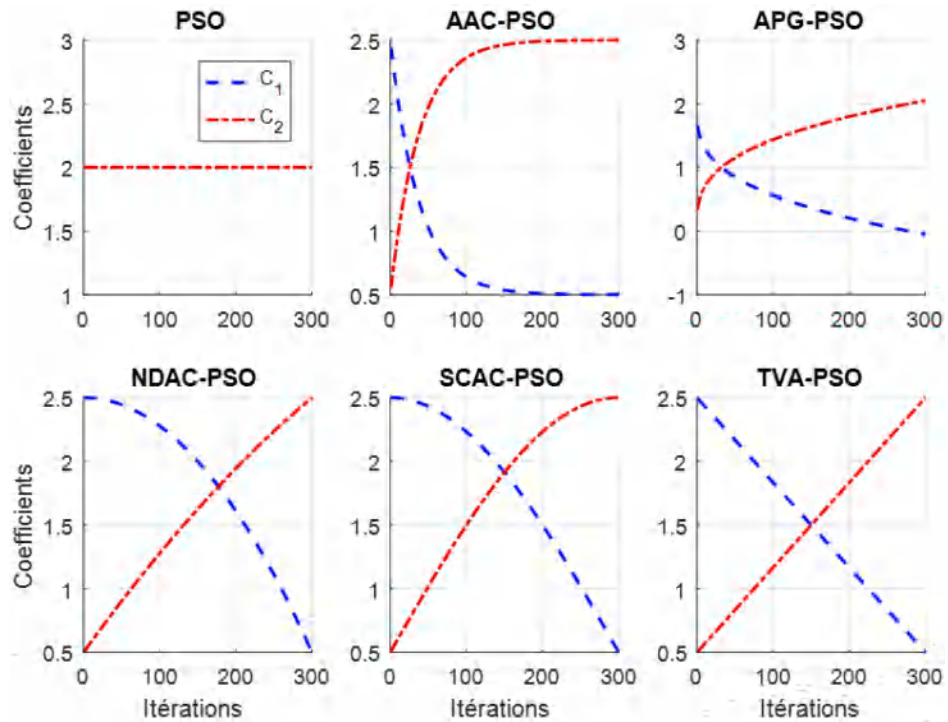 PSO
AAC-PSO
APG-PSO
Coefficients
3
2.5
2
1.5
1
C1
C2
0 100 200 300
2.5
2
1.5
1
0.5
0 100 200 300
3
2
1
0
-1
0 100 200 300
NDAC-PSO
SCAC-PSO
TVA-PSO
Coefficients
2.5
2
1.5
1
0.5
0 100 200 300
Itérations
2.5
2
1.5
1
0.5
0 100 200 300
Itérations
2.5
2
1.5
1
0.5
0 100 200 300
Itérations